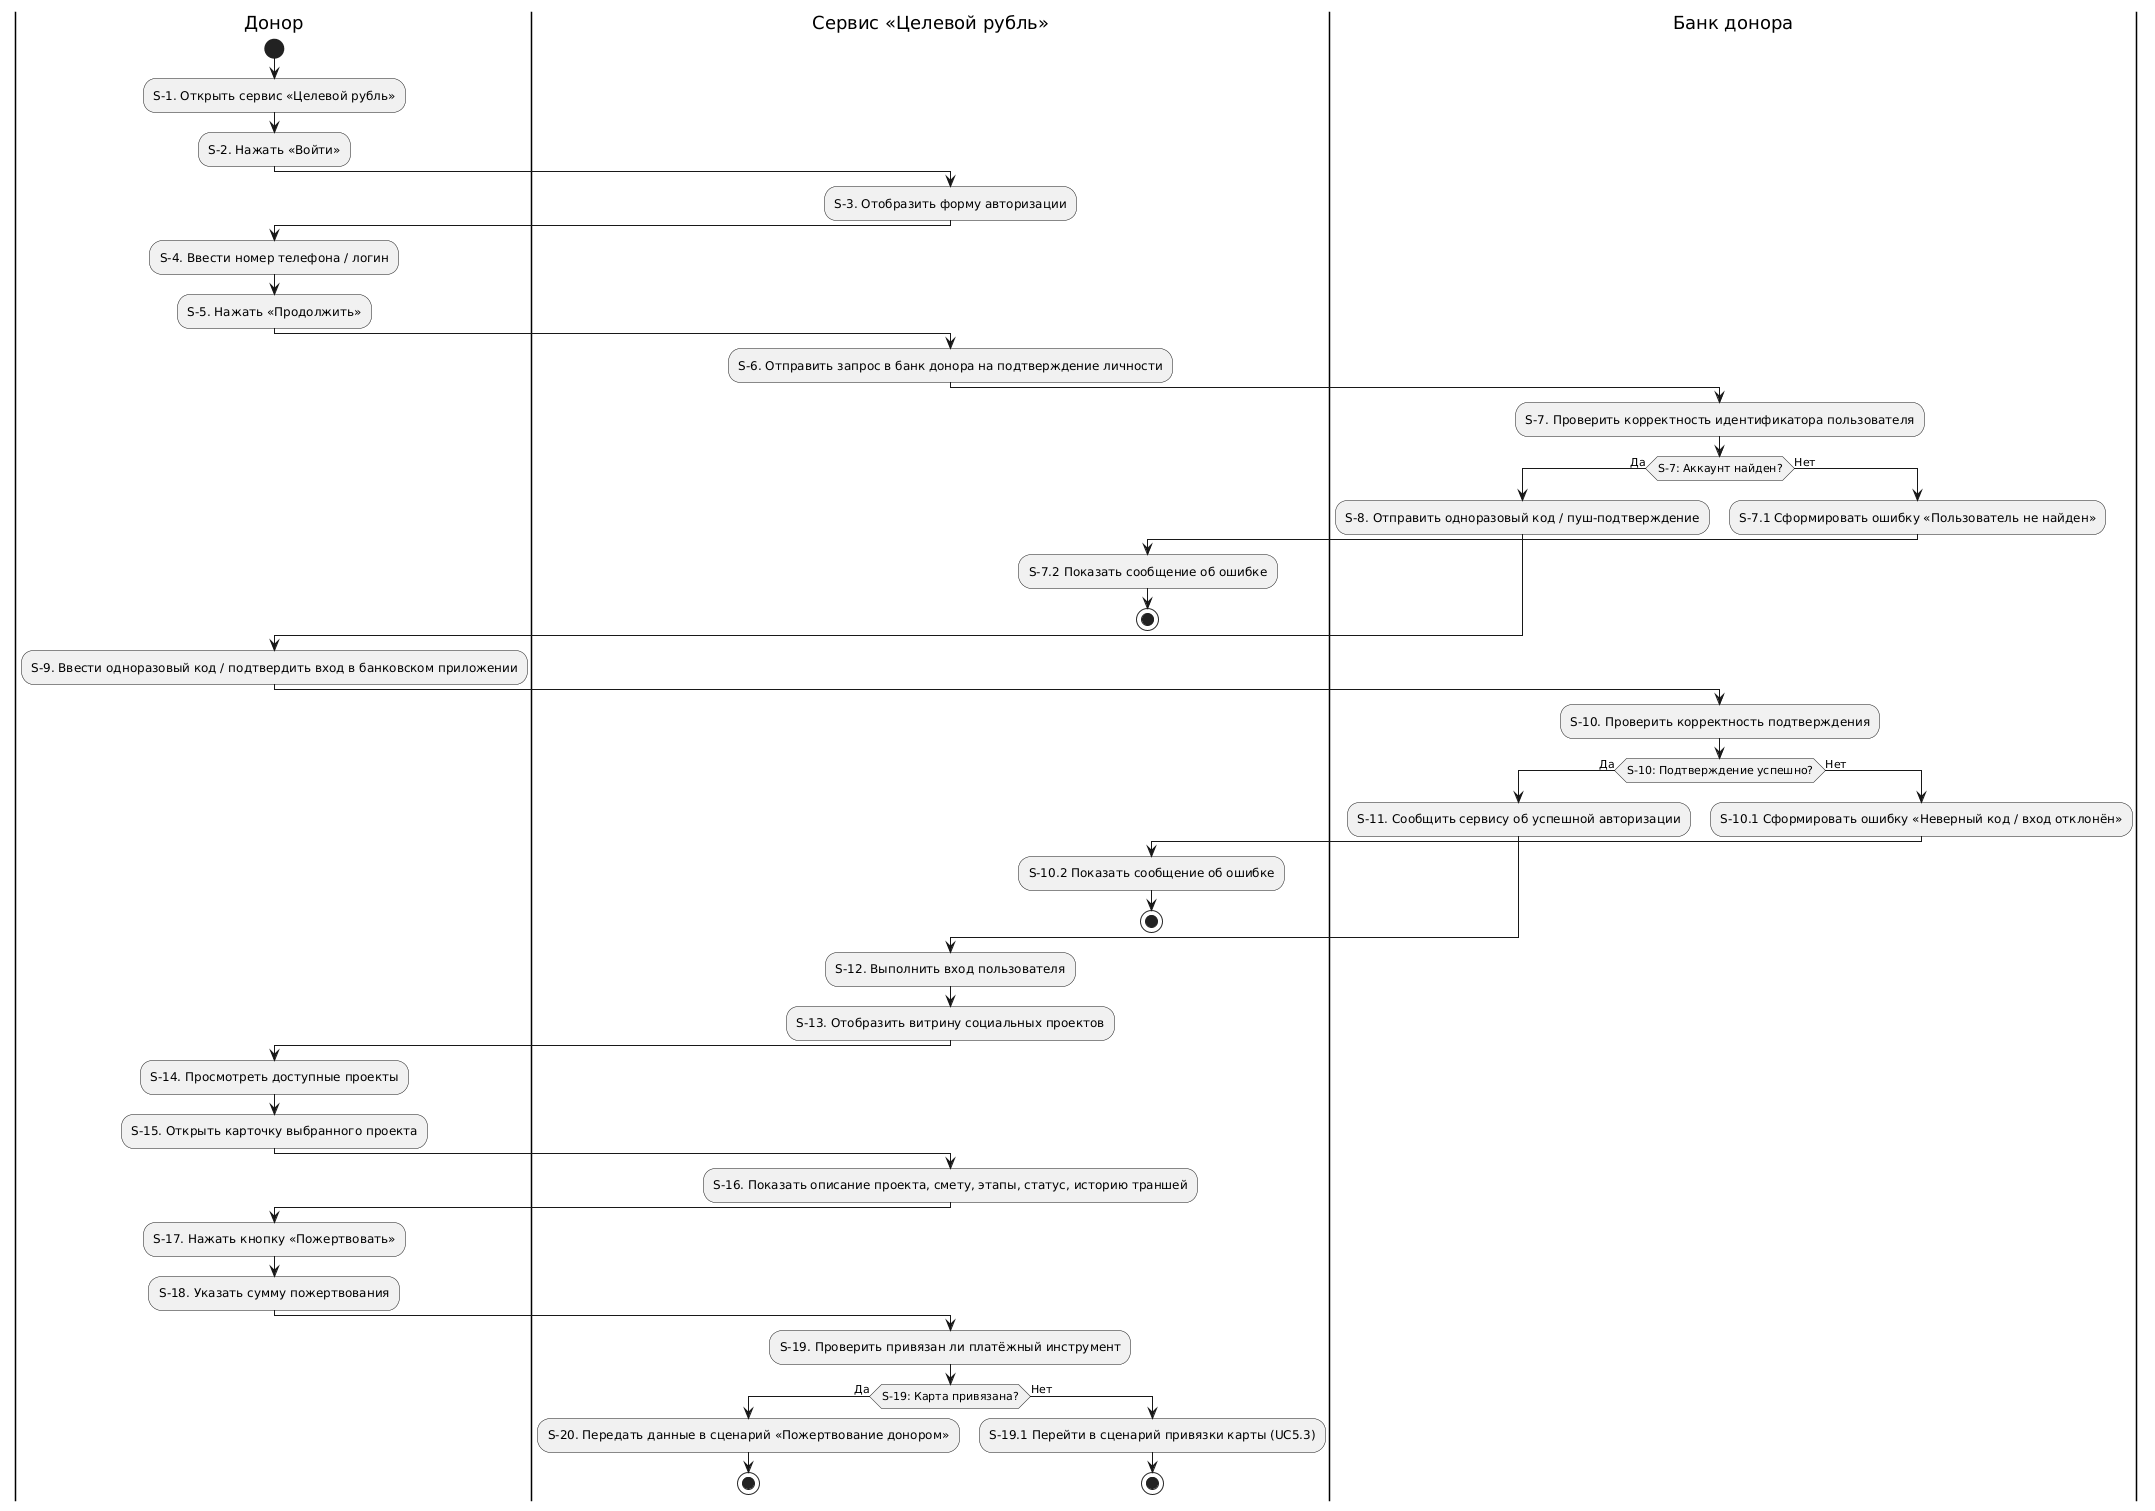 Донор
Сервис «Целевой рубль»
Банк донора
S-1. Открыть сервис «Целевой рубль»
S-2. Нажать «Войти»
S-3. Отобразить форму авторизации
S-4. Ввести номер телефона / логин
S-5. Нажать «Продолжить»
S-6. Отправить запрос в банк донора на подтверждение личности
S-7. Проверить корректность идентификатора пользователя
Да
S-7: Аккаунт найден?
Нет
S-8. Отправить одноразовый код / пуш-подтверждение
S-7.1 Сформировать ошибку «Пользователь не найден»
S-7.2 Показать сообщение об ошибке
S-9. Ввести одноразовый код / подтвердить вход в банковском приложении
S-10. Проверить корректность подтверждения
Да
S-10: Подтверждение успешно?
Нет
S-11. Сообщить сервису об успешной авторизации
S-10.1 Сформировать ошибку «Неверный код / вход отклонён»
S-10.2 Показать сообщение об ошибке
S-12. Выполнить вход пользователя
S-13. Отобразить витрину социальных проектов
S-14. Просмотреть доступные проекты
S-15. Открыть карточку выбранного проекта
S-16. Показать описание проекта, смету, этапы, статус, историю траншей
S-17. Нажать кнопку «Пожертвовать»
S-18. Указать сумму пожертвования
S-19. Проверить привязан ли платёжный инструмент
Да
S-19: Карта привязана?
Нет
S-20. Передать данные в сценарий «Пожертвование донором»
S-19.1 Перейти в сценарий привязки карты (UC5.3)